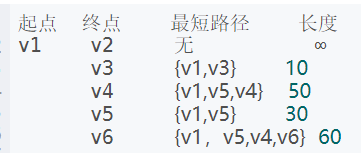 起点 终点 最短路径 长度
v1 v2 无 ∞
v3 {v1,v3} 10
v4 {v1,v5,v4} 50
v5 {v1,v5} 30
v6 {v1，v5,v4,v6} 60